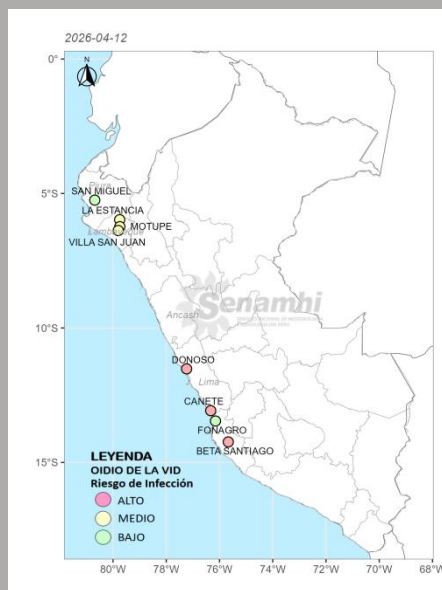 2026-04-12
N
0°
Piura
SAN MIGUEL
5°S
LA ESTANCIA
MOTUPE
Lambayeque
VILLA SAN JUAN
Senamhi
10°S
Ancash
DONOSO
Lima
CANETE
FONAGRO
BETA SANTIAGO
15°S
LEYENDA
OIDIO DE LA VID
Riesgo de Infección
ALTO
MEDIO
BAJO
80°W
78°W
76°W
74°W
72°W
70°W
68°W